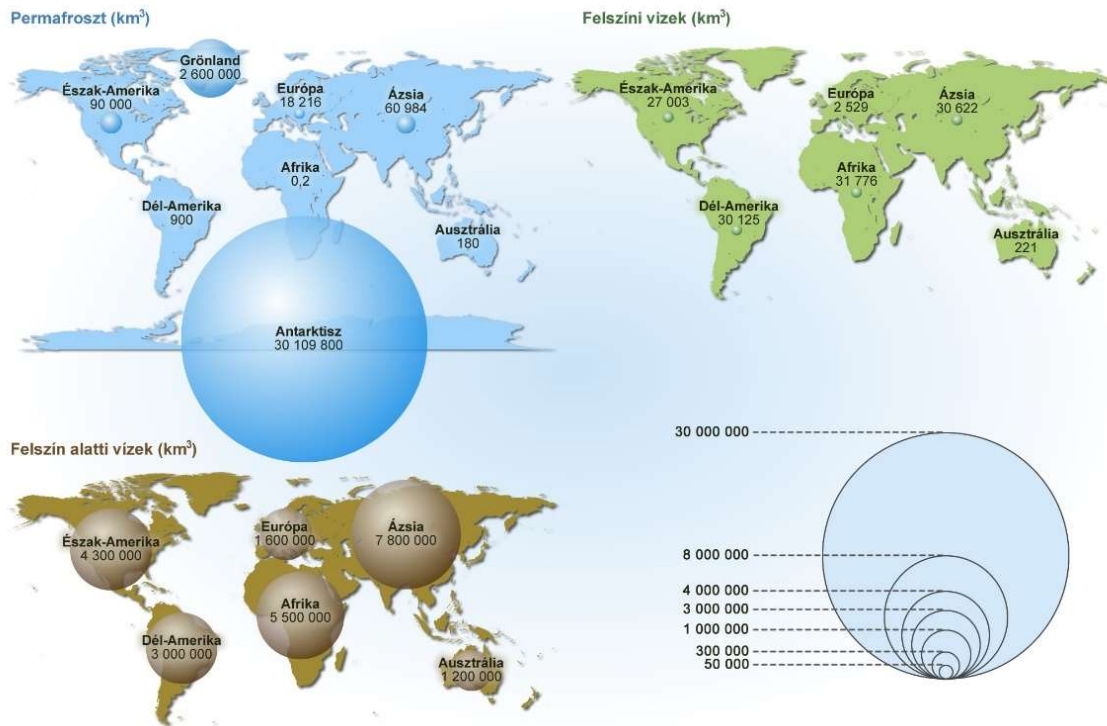 Permafroszt (km³)
Grönland
2 600 000
Észak-Amerika
90 000
Európa
18 216
Ázsia
60 984
Afrika
0,2
Dél-Amerika
900
Ausztrália
180
Antarktisz
30 109 800
Felszíni vizek (km³)
Észak-Amerika
27 003
Európa
2 529
Ázsia
30 622
Afrika
31 776
Dél-Amerika
30 125
Ausztrália
221
Felszín alatti vízek (km³)
Észak-Amerika
4 300 000
Európa
1 600 000
Ázsia
7 800 000
Afrika
5 500 000
Dél-Amerika
3 000 000
Ausztrália
1 200 000
30 000 000
8 000 000
4 000 000
3 000 000
1 000 000
300 000
50 000